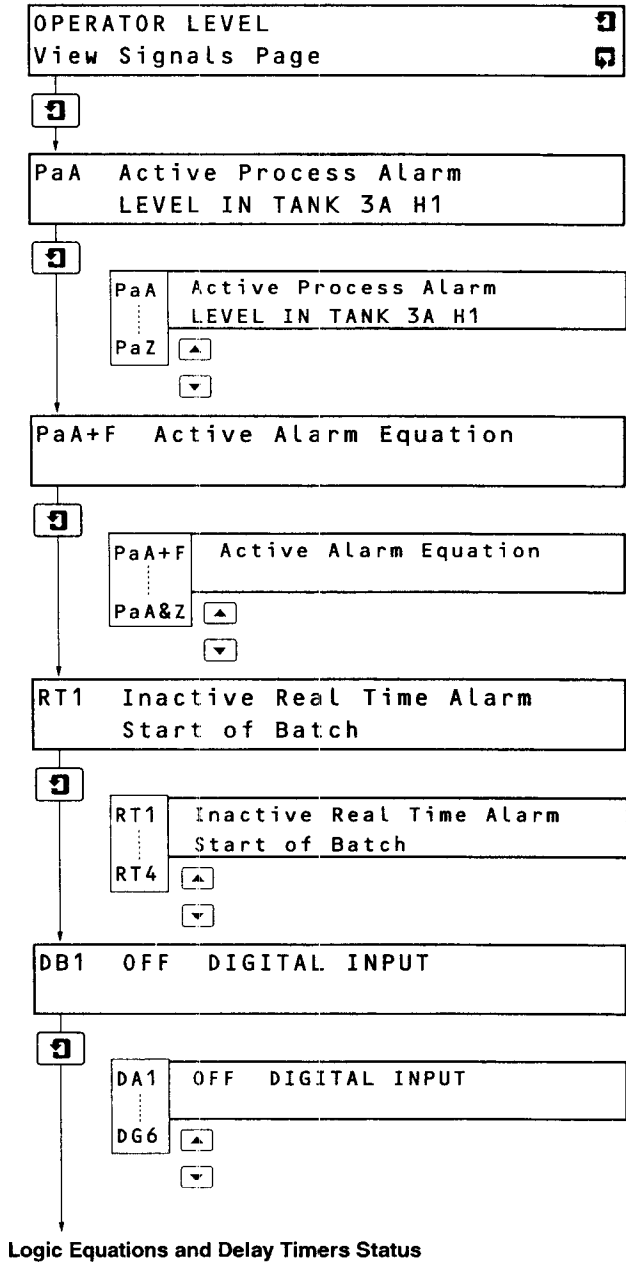 OPERATOR LEVEL
View Signals Page
PaA Active Process Alarm
LEVEL IN TANK 3A H1
PaA Active Process Alarm
LEVEL IN TANK 3A H1
PaZ
PaA+F Active Alarm Equation
PaA+F Active Alarm Equation
PaA&Z
RT1 Inactive Real Time Alarm
Start of Batch
RT1 Inactive Real Time Alarm
Start of Batch
RT4
DB1 OFF DIGITAL INPUT
DA1 OFF DIGITAL INPUT
DG6
Logic Equations and Delay Timers Status